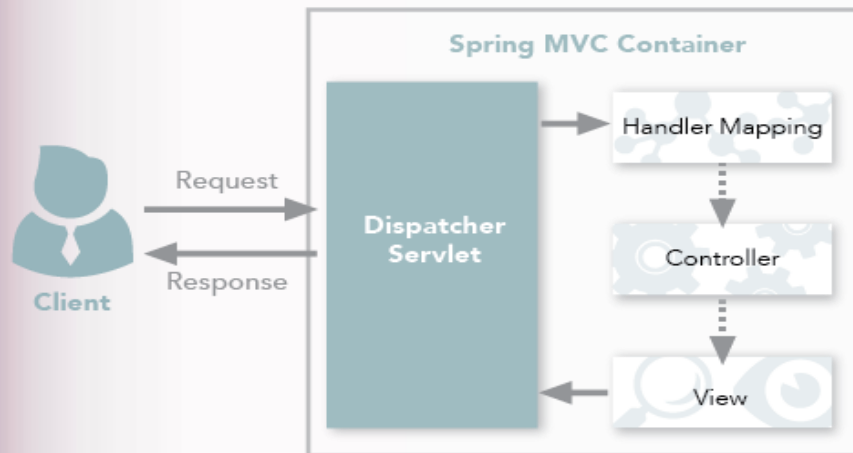 Spring MVC Container
Handler Mapping
Request
Dispatcher
Servlet
Controller
Response
Client
View